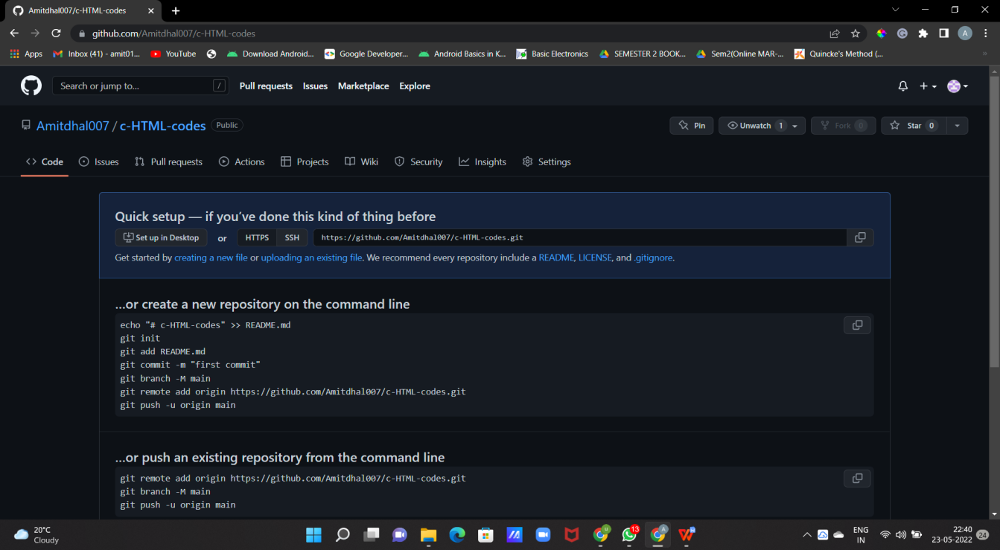 Amitdhal007/c-HTML-codes
github.com/Amitdhal007/c-HTML-codes
A
Apps Inbox (41) - amit01... YouTube Download Android... Google Developer... Android Basics in K... Basic Electronics SEMESTER 2 BOOK... Sem2(Online MAR-... Quincke's Method (...
Search or jump to... / Pull requests Issues Marketplace Explore
Amitdhal007 / c-HTML-codes Public Pin Unwatch 1 Fork 0 Star 0
Code Issues Pull requests Actions Projects Wiki Security Insights Settings
Quick setup — if you've done this kind of thing before
Set up in Desktop or HTTPS SSH https://github.com/Amitdhal007/c-HTML-codes.git
Get started by creating a new file or uploading an existing file. We recommend every repository include a README, LICENSE, and .gitignore.
...or create a new repository on the command line
echo "# c-HTML-codes" >> README.md
git init
git add README.md
git commit -m "first commit"
git branch -M main
git remote add origin https://github.com/Amitdhal007/c-HTML-codes.git
git push -u origin main
...or push an existing repository from the command line
git remote add origin https://github.com/Amitdhal007/c-HTML-codes.git
git branch -M main
git push -u origin main
20°C
Cloudy
13
ENG
IN
22:40
23-05-2022
24